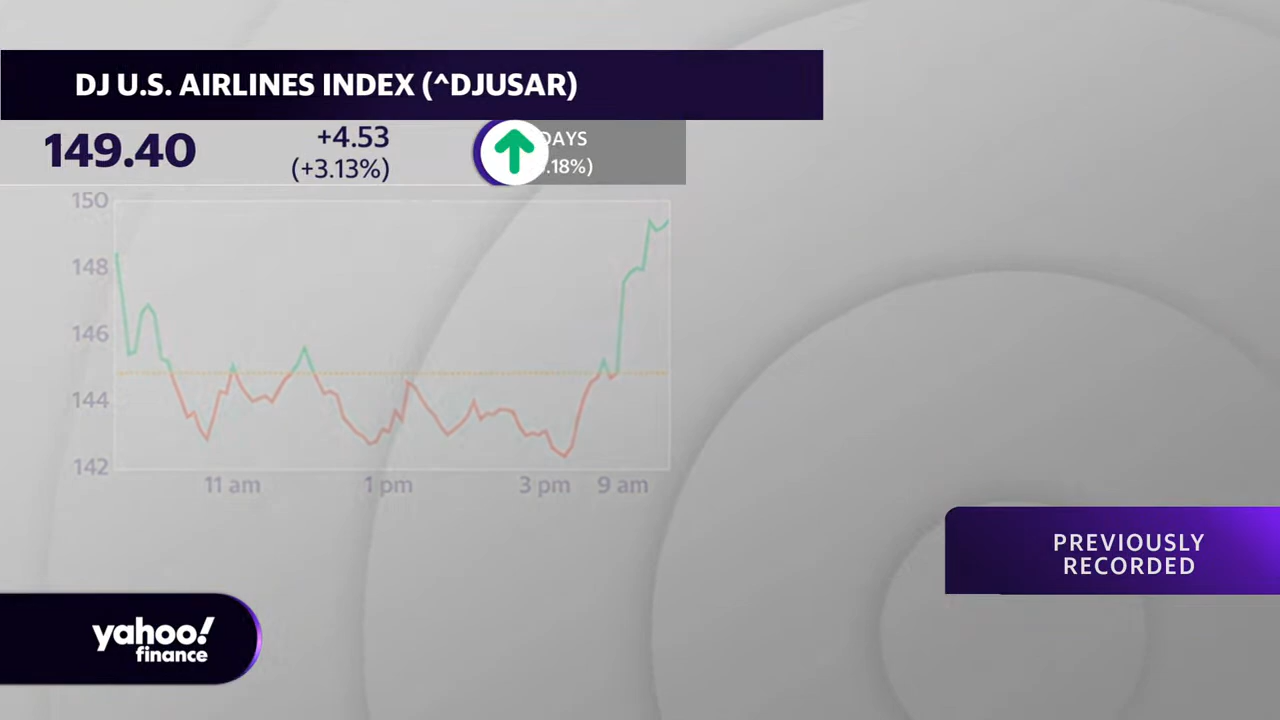 DJ U.S. AIRLINES INDEX (^DJUSAR)
149.40
+4.53
(+3.13%)
DAYS
.18%)
150
148
146
144
142
11 am
1 pm
3 pm
9 am
PREVIOUSLY
RECORDED
yahoo!
finance